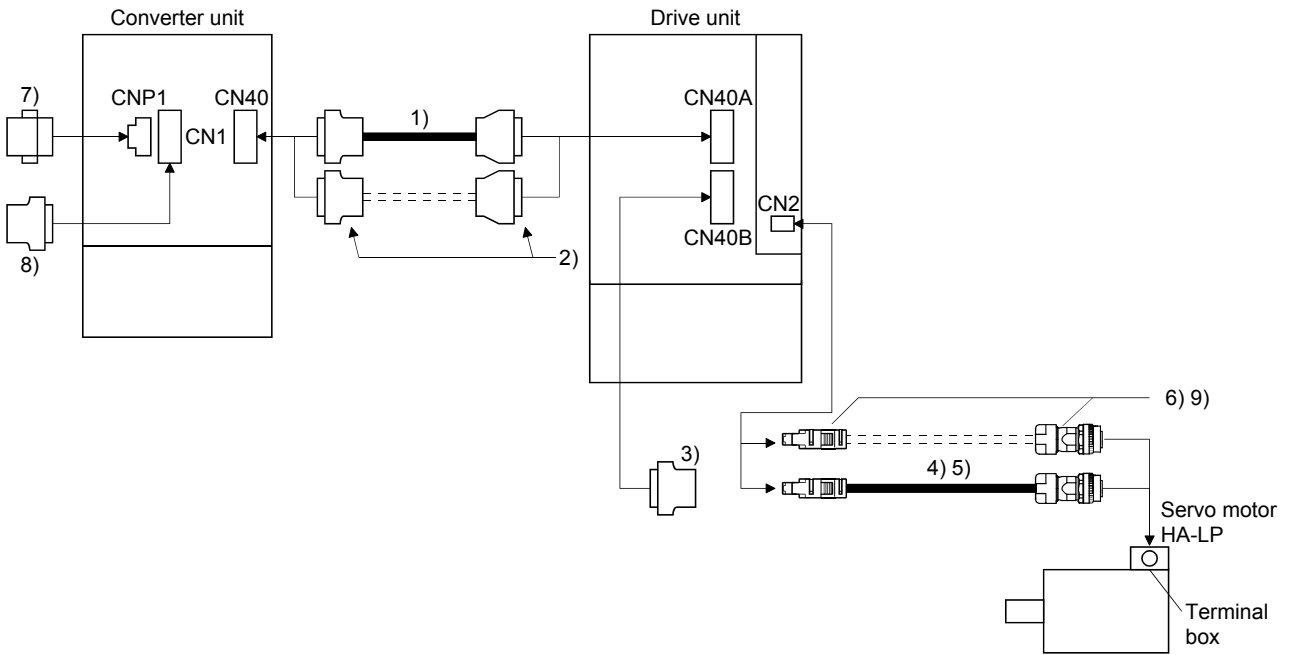 Converter unit
Drive unit
7)
CNP1
CN40
1)
CN40A
CN1
CN2
CN40B
8)
2)
6) 9)
3)
4) 5)
Servo motor
HA-LP
Terminal
box